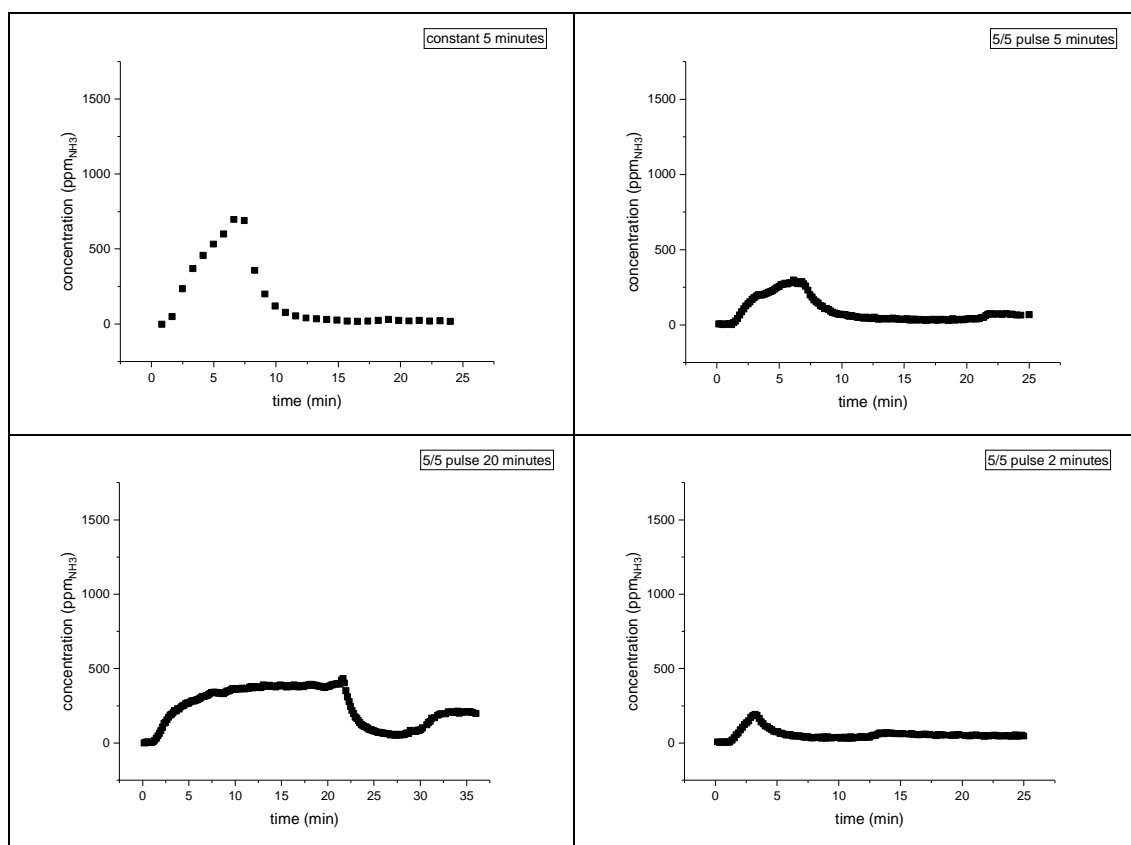 constant 5 minutes
1500
1000
500
0
concentration (ppmNH3)
0 5 10 15 20 25
time (min)
5/5 pulse 5 minutes
1500
1000
500
0
concentration (ppmNH3)
0 5 10 15 20 25
time (min)
5/5 pulse 20 minutes
1500
1000
500
0
concentration (ppmNH3)
0 5 10 15 20 25 30 35
time (min)
5/5 pulse 2 minutes
1500
1000
500
0
concentration (ppmNH3)
0 5 10 15 20 25
time (min)